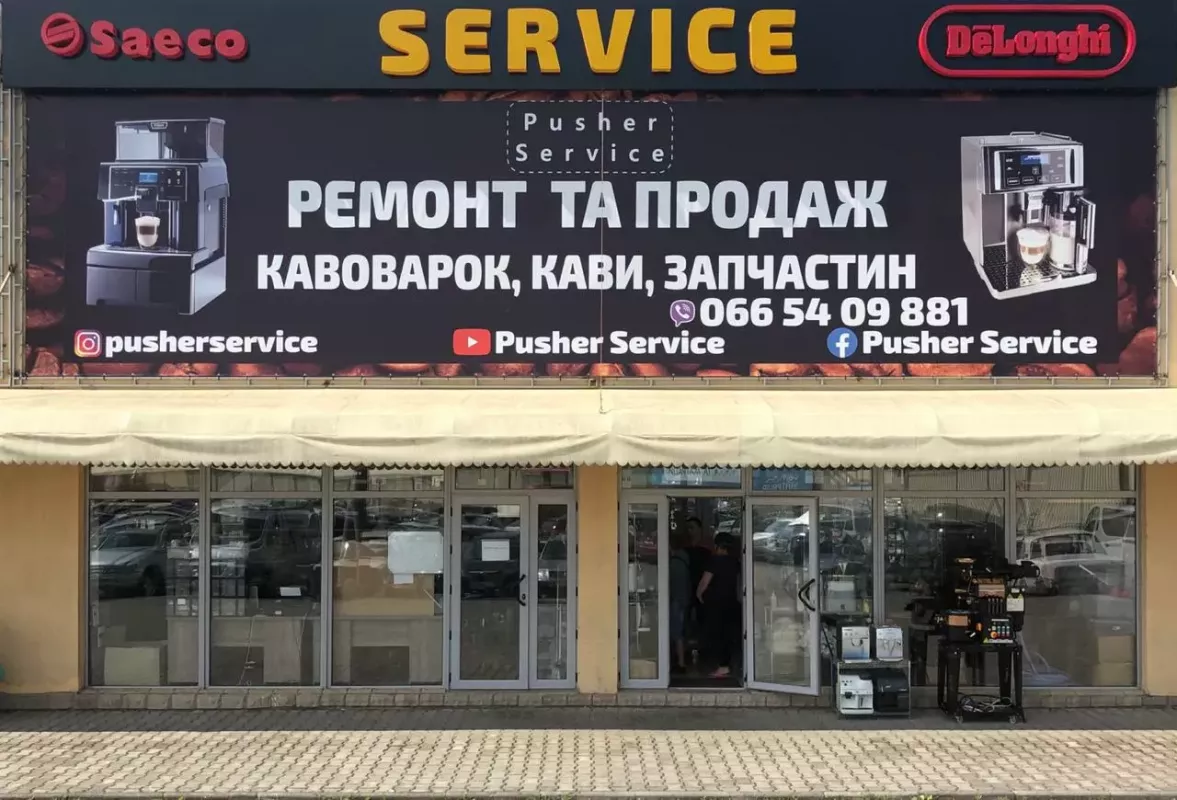 Saeco
SERVICE
DeLonghi
Pusher
Service
РЕМОНТ ТА ПРОДАЖ
КАВОВАРОК, КАВИ, ЗАПЧАСТИН
066 54 09 881
pusherservice
Pusher Service
Pusher Service